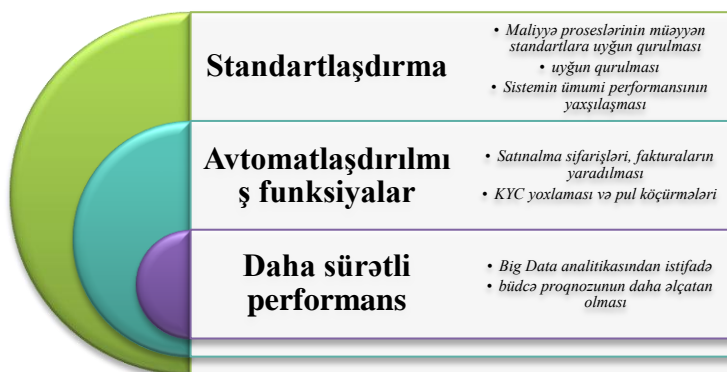 Standartlaşdırma
• Maliyyə proseslərinin müəyyən
standartlara uyğun qurulması
• uyğun qurulması
• Sistemin ümumi performansının
yaxşılaşması
Avtomatlaşdırılmı
ş funksiyalar
• Satınalma sifarişləri, fakturaların
yaradılması
• KYC yoxlaması və pul köçürmələri
Daha sürətli
performans
• Big Data analitikasından istifadə
• büdcə proqnozunun daha əlçatan
olması